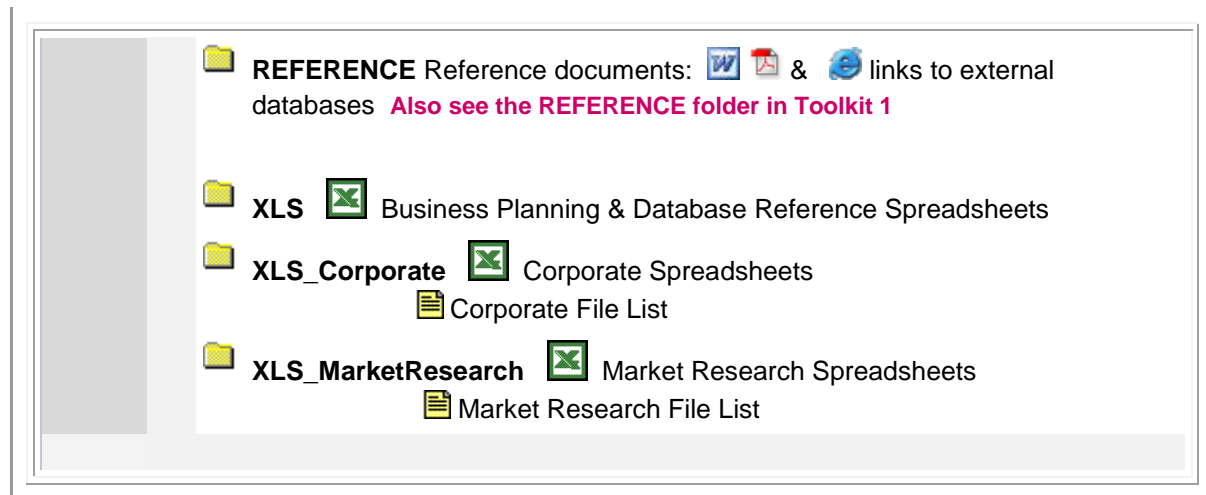 REFERENCE Reference documents: & links to external
databases Also see the REFERENCE folder in Toolkit 1
XLS Business Planning & Database Reference Spreadsheets
XLS_Corporate Corporate Spreadsheets
Corporate File List
XLS_MarketResearch Market Research Spreadsheets
Market Research File List